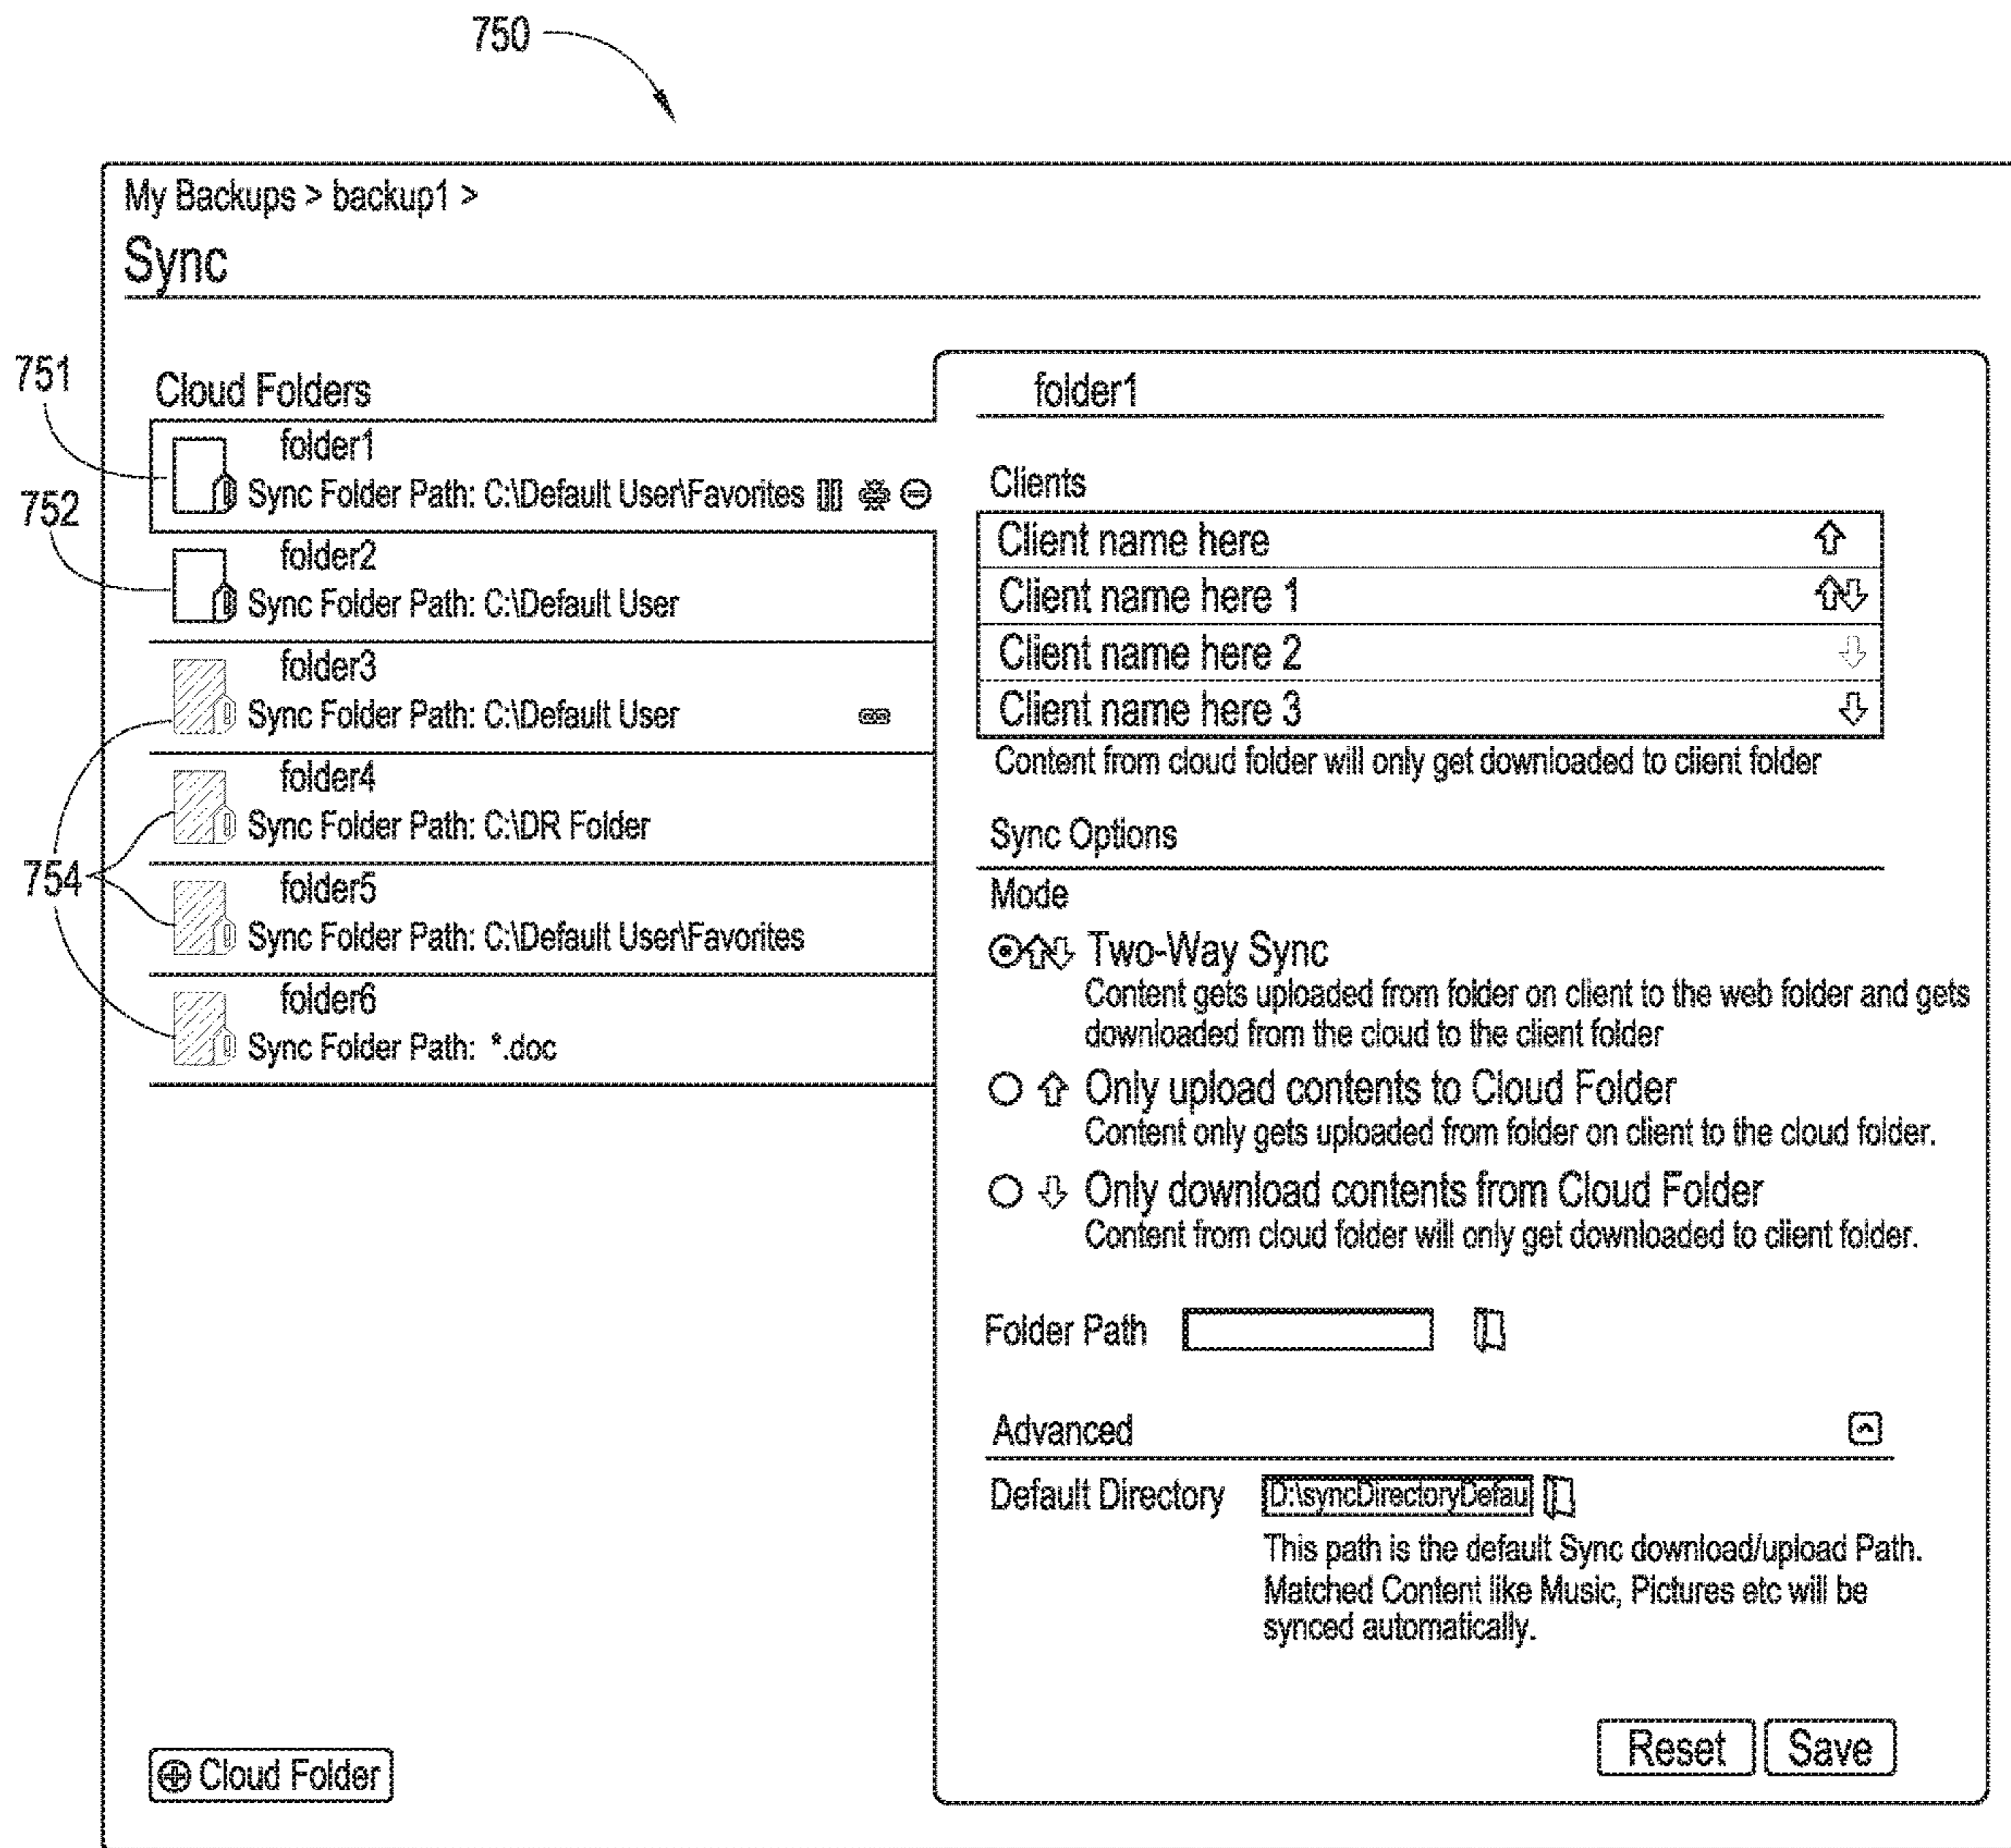 750
My Backups > backup1 >
Sync
751
752
754
Cloud Folders
folder1
Sync Folder Path: C:\Default User\Favorites
folder2
Sync Folder Path: C:\Default User
folder3
Sync Folder Path: C:\Default User
folder4
Sync Folder Path: C:\DR Folder
folder5
Sync Folder Path: C:\Default User\Favorites
folder6
Sync Folder Path: *.doc
Cloud Folder
folder1
Clients
Client name here
Client name here 1
Client name here 2
Client name here 3
Content from cloud folder will only get downloaded to client folder
Sync Options
Mode
Two-Way Sync
Content gets uploaded from folder on client to the web folder and gets
downloaded from the cloud to the client folder
Only upload contents to Cloud Folder
Content only gets uploaded from folder on client to the cloud folder.
Only download contents from Cloud Folder
Content from cloud folder will only get downloaded to client folder.
Folder Path
Advanced
Default Directory D:\syncDirectoryDefau
This path is the default Sync download/upload Path.
Matched Content like Music, Pictures etc will be
synced automatically.
Reset Save